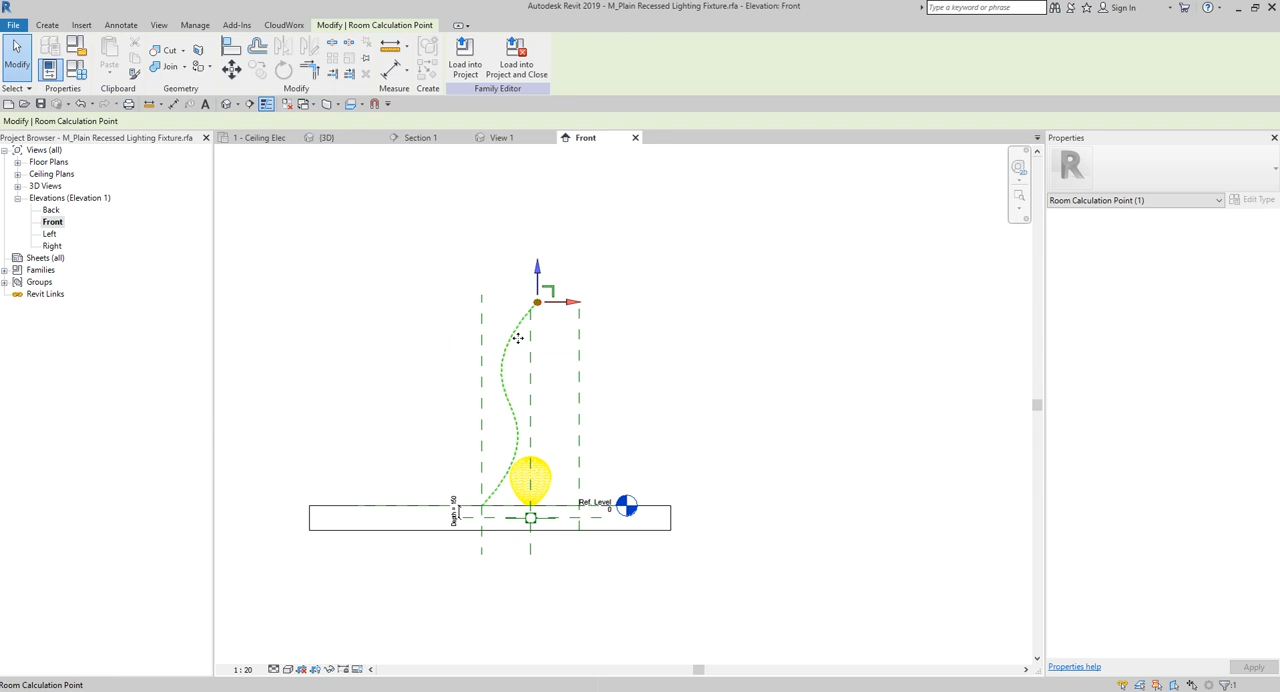 Autodesk Revit 2019 - M_Plain Recessed Lighting Fixture.rfa - Elevation: Front
Type a keyword or phrase
Sign In
File Create Insert Annotate View Manage Add-Ins CloudWorx Modify | Room Calculation Point
Modify
Paste
Cut
Join
Load into Project
Load into Project and Close
Select Properties Clipboard Geometry Modify Measure Create Family Editor
Modify | Room Calculation Point
Project Browser - M_Plain Recessed Lighting Fixture.rfa
1 - Ceiling Elec {3D} Section 1 View 1 Front
Properties
Views (all)
Floor Plans
Ceiling Plans
3D Views
Elevations (Elevation 1)
Back
Front
Left
Right
Sheets (all)
Families
Groups
Revit Links
Room Calculation Point (1) Edit Type
Depth = 150
Ref. Level
0
1 : 20
Properties help Apply
Room Calculation Point
:1